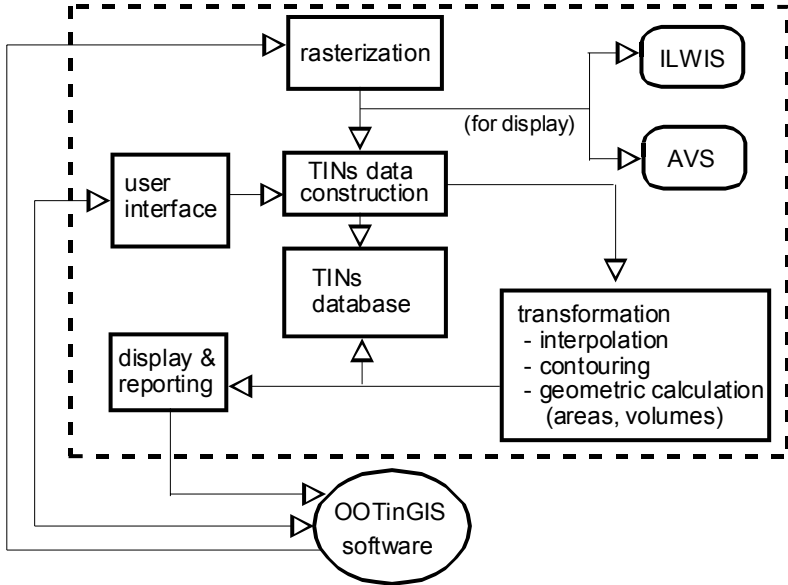 rasterization
ILWIS
(for display)
AVS
user
interface
TINs data
construction
TINs
database
transformation
- interpolation
- contouring
- geometric calculation
(areas, volumes)
display &
reporting
OOTinGIS
software